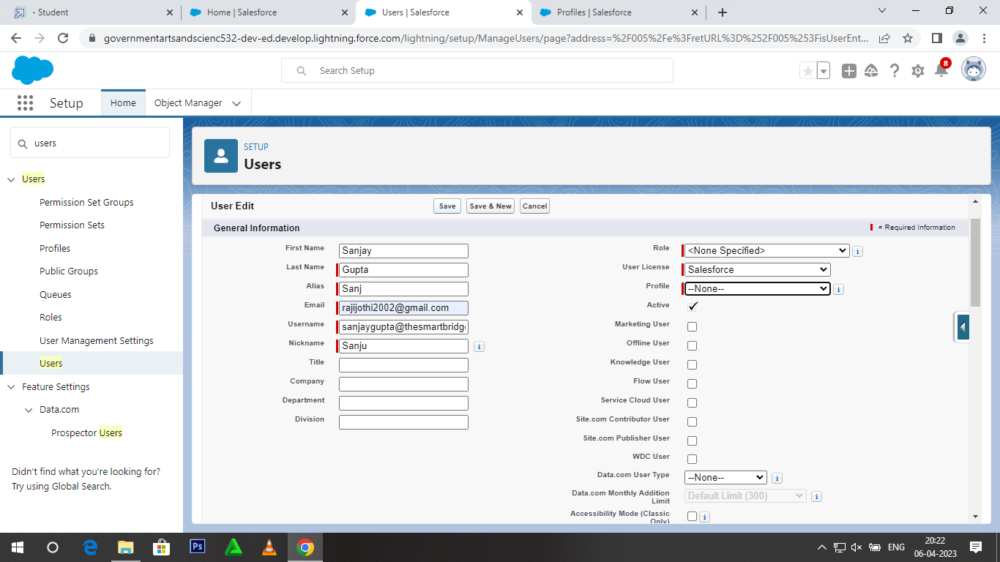 - Student
Home | Salesforce
Users | Salesforce
Profiles | Salesforce
governmentartsandscienc532-dev-ed.develop.lightning.force.com/lightning/setup/ManageUsers/page?address=%2F005%2Fe%3FretURL%3D%252F005%253FisUserEnt...
Search Setup
8
Setup
Home
Object Manager
users
Users
Permission Set Groups
Permission Sets
Profiles
Public Groups
Queues
Roles
User Management Settings
Users
Feature Settings
Data.com
Prospector Users
Didn't find what you're looking for?
Try using Global Search.
SETUP
Users
User Edit
Save
Save & New
Cancel
General Information
= Required Information
First Name Sanjay
Last Name Gupta
Alias Sanj
Email rajijothi2002@gmail.com
Username sanjaygupta@thesmartbridg
Nickname Sanju i
Title
Company
Department
Division
Role <None Specified> i
User License Salesforce
Profile --None-- i
Active
Marketing User
Offline User
Knowledge User
Flow User
Service Cloud User
Site.com Contributor User
Site.com Publisher User
WDC User
Data.com User Type --None-- i
Data.com Monthly Addition
Limit
Default Limit (300) i
Accessibility Mode (Classic
Only) i
Ps
ENG
20:22
06-04-2023